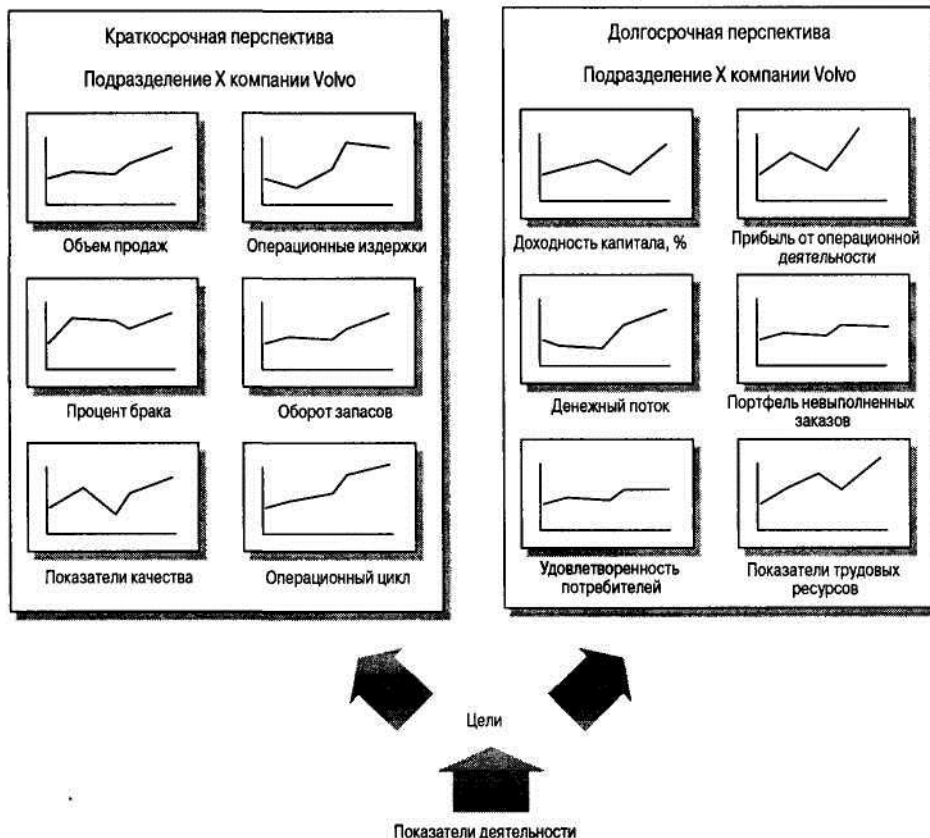 Краткосрочная перспектива
Подразделение X компании Volvo
Объем продаж
Операционные издержки
Процент брака
Оборот запасов
Показатели качества
Операционный цикл
Долгосрочная перспектива
Подразделение X компании Volvo
Доходность капитала, %
Прибыль от операционной
деятельности
Денежный поток
Портфель невыполненных
заказов
Удовлетворенность
потребителей
Показатели трудовых
ресурсов
Цели
Показатели деятельности